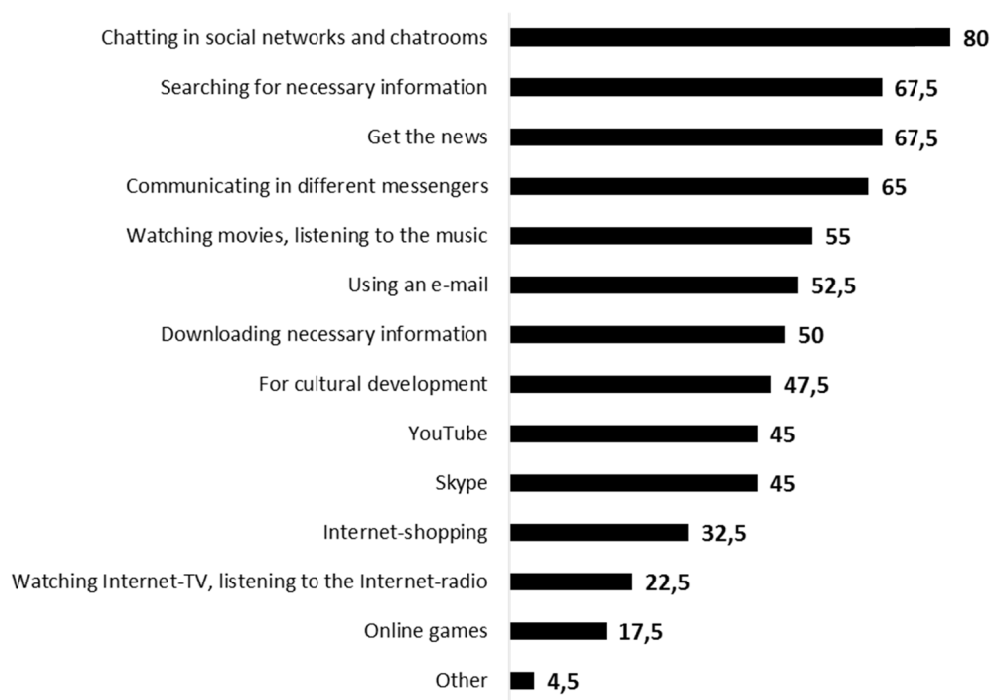 Chatting in social networks and chatrooms 80
Searching for necessary information 67,5
Get the news 67,5
Communicating in different messengers 65
Watching movies, listening to the music 55
Using an e-mail 52,5
Downloading necessary information 50
For cultural development 47,5
YouTube 45
Skype 45
Internet-shopping 32,5
Watching Internet-TV, listening to the Internet-radio 22,5
Online games 17,5
Other 4,5